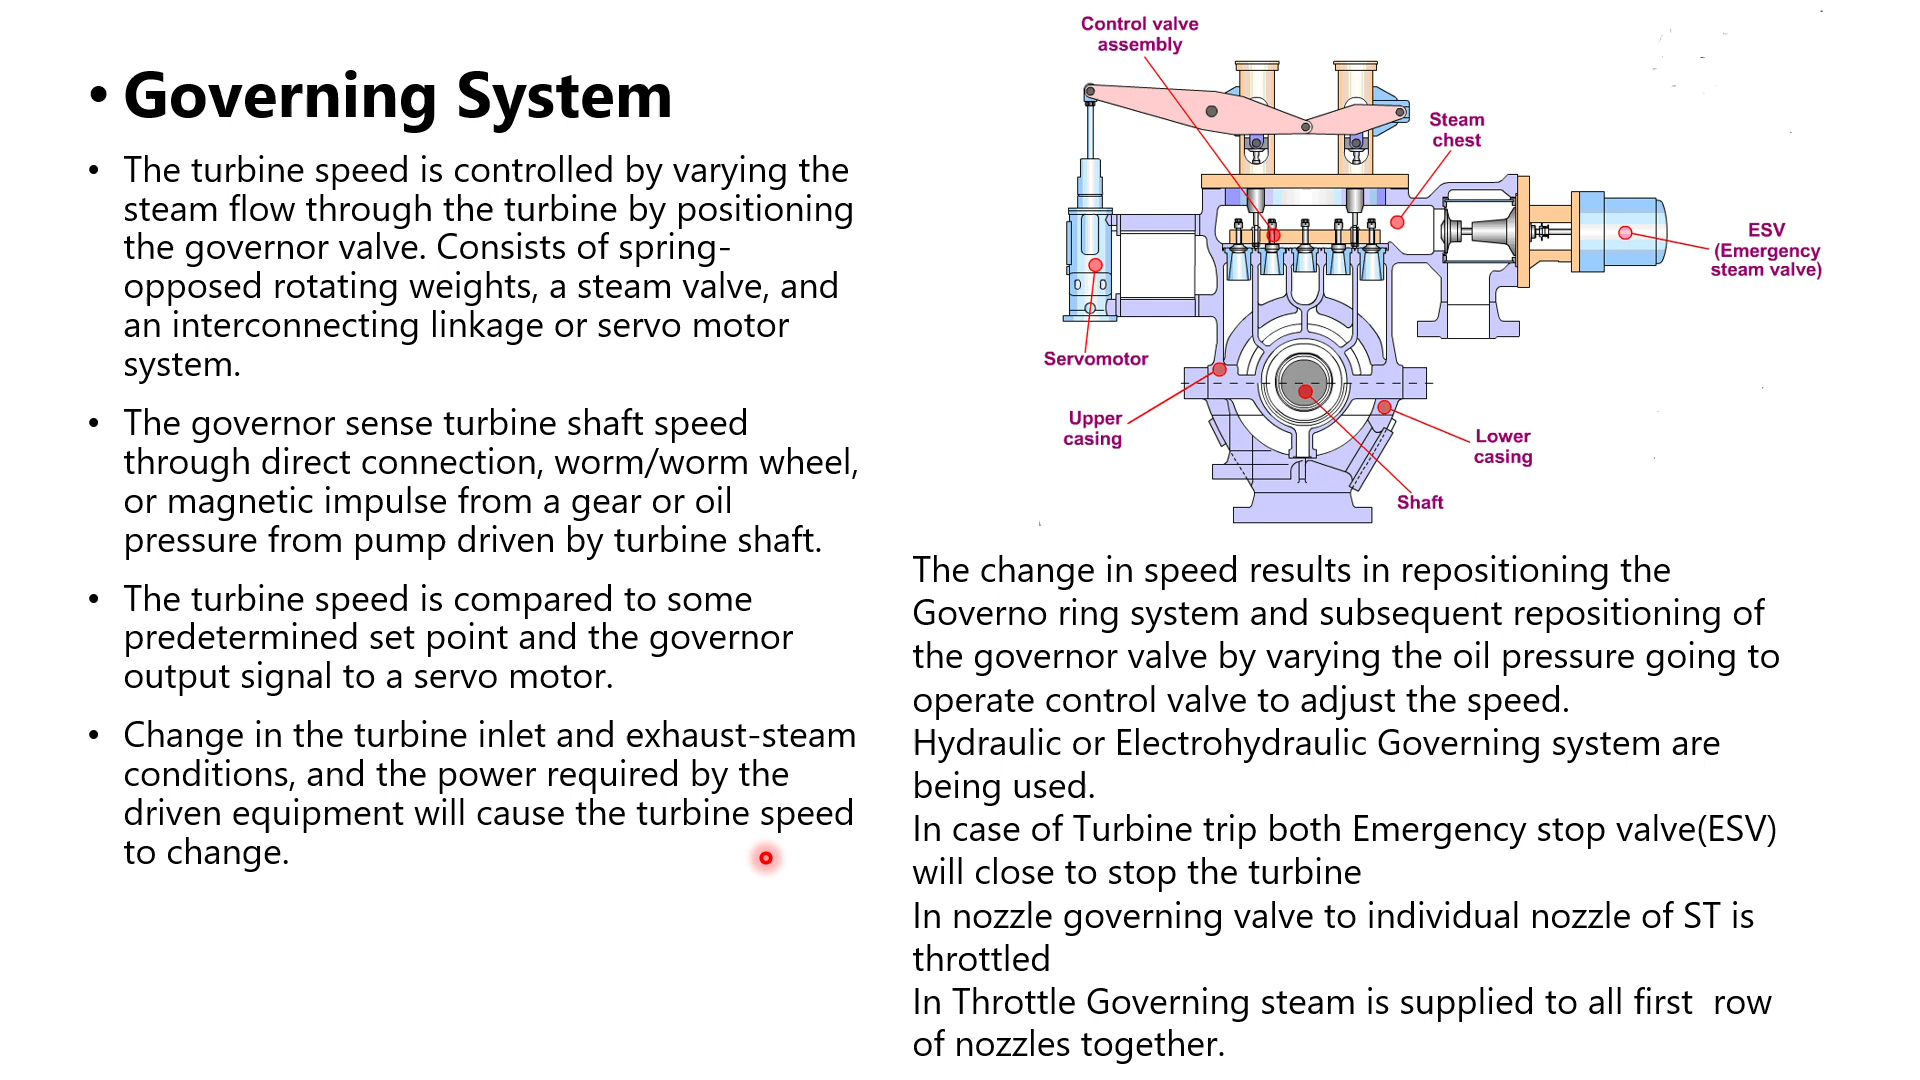 • Governing System
• The turbine speed is controlled by varying the
steam flow through the turbine by positioning
the governor valve. Consists of spring-
opposed rotating weights, a steam valve, and
an interconnecting linkage or servo motor
system.
• The governor sense turbine shaft speed
through direct connection, worm/worm wheel,
or magnetic impulse from a gear or oil
pressure from pump driven by turbine shaft.
• The turbine speed is compared to some
predetermined set point and the governor
output signal to a servo motor.
• Change in the turbine inlet and exhaust-steam
conditions, and the power required by the
driven equipment will cause the turbine speed
to change.
Control valve
assembly
Steam
chest
ESV
(Emergency
steam valve)
Servomotor
Upper
casing
Lower
casing
Shaft
The change in speed results in repositioning the
Governo ring system and subsequent repositioning of
the governor valve by varying the oil pressure going to
operate control valve to adjust the speed.
Hydraulic or Electrohydraulic Governing system are
being used.
In case of Turbine trip both Emergency stop valve(ESV)
will close to stop the turbine
In nozzle governing valve to individual nozzle of ST is
throttled
In Throttle Governing steam is supplied to all first  row
of nozzles together.